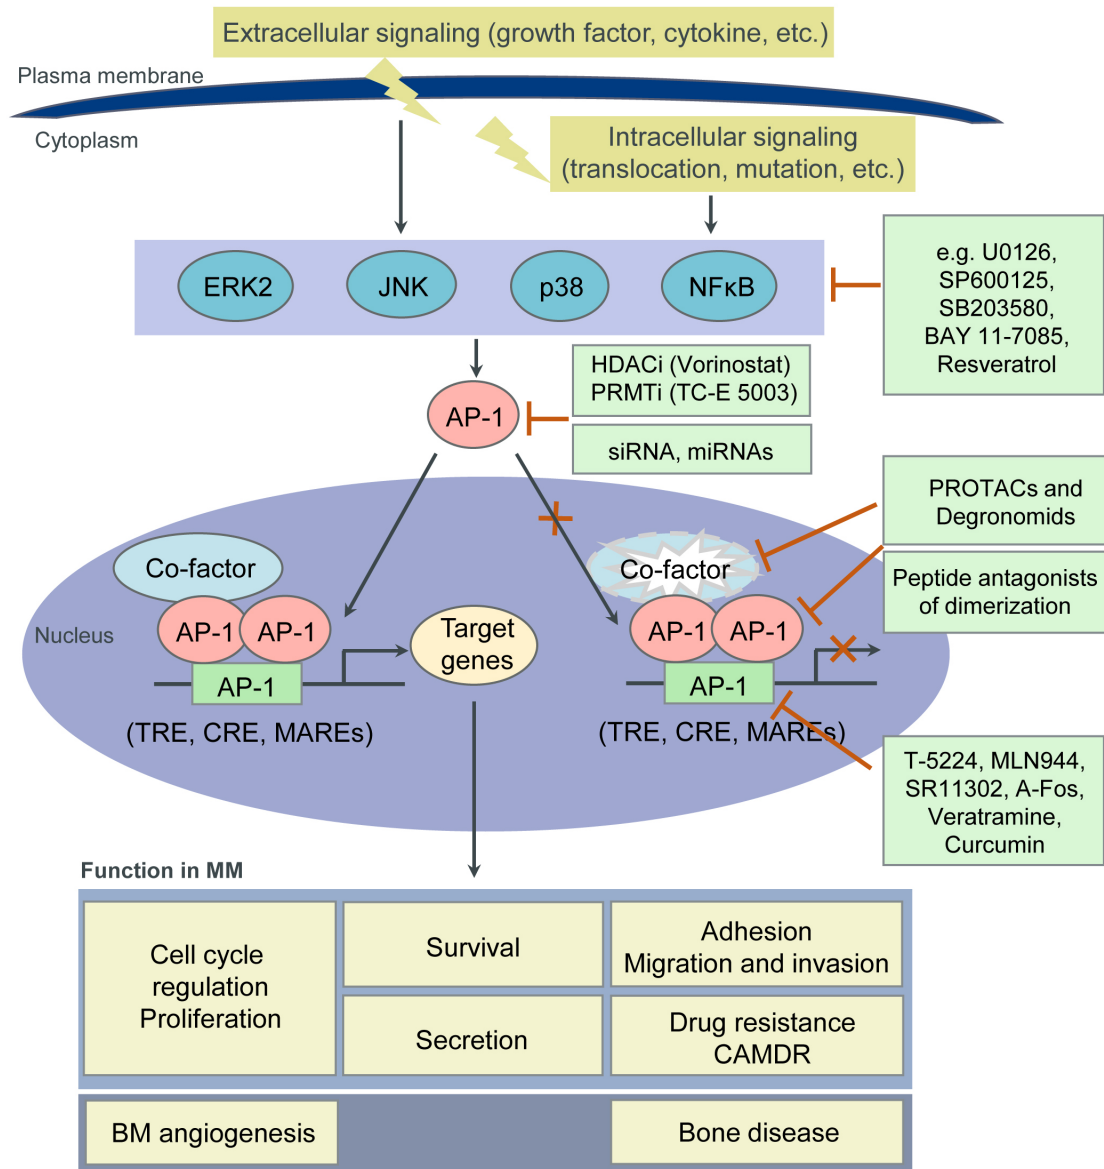 Extracellular signaling (growth factor, cytokine, etc.)
Plasma membrane
Cytoplasm
Intracellular signaling
(translocation, mutation, etc.)
ERK2
JNK
p38
NFκB
e.g. U0126,
SP600125,
SB203580,
BAY 11-7085,
Resveratrol
HDACi (Vorinostat)
PRMTi (TC-E 5003)
AP-1
siRNA, miRNAs
PROTACs and
Degronomids
Peptide antagonists
of dimerization
Co-factor
AP-1
AP-1
Nucleus
AP-1
(TRE, CRE, MAREs)
Target
genes
Co-factor
AP-1
AP-1
AP-1
(TRE, CRE, MAREs)
T-5224, MLN944,
SR11302, A-Fos,
Veratramine,
Curcumin
Function in MM
Cell cycle
regulation
Proliferation
Survival
Adhesion
Migration and invasion
Secretion
Drug resistance
CAMDR
BM angiogenesis
Bone disease